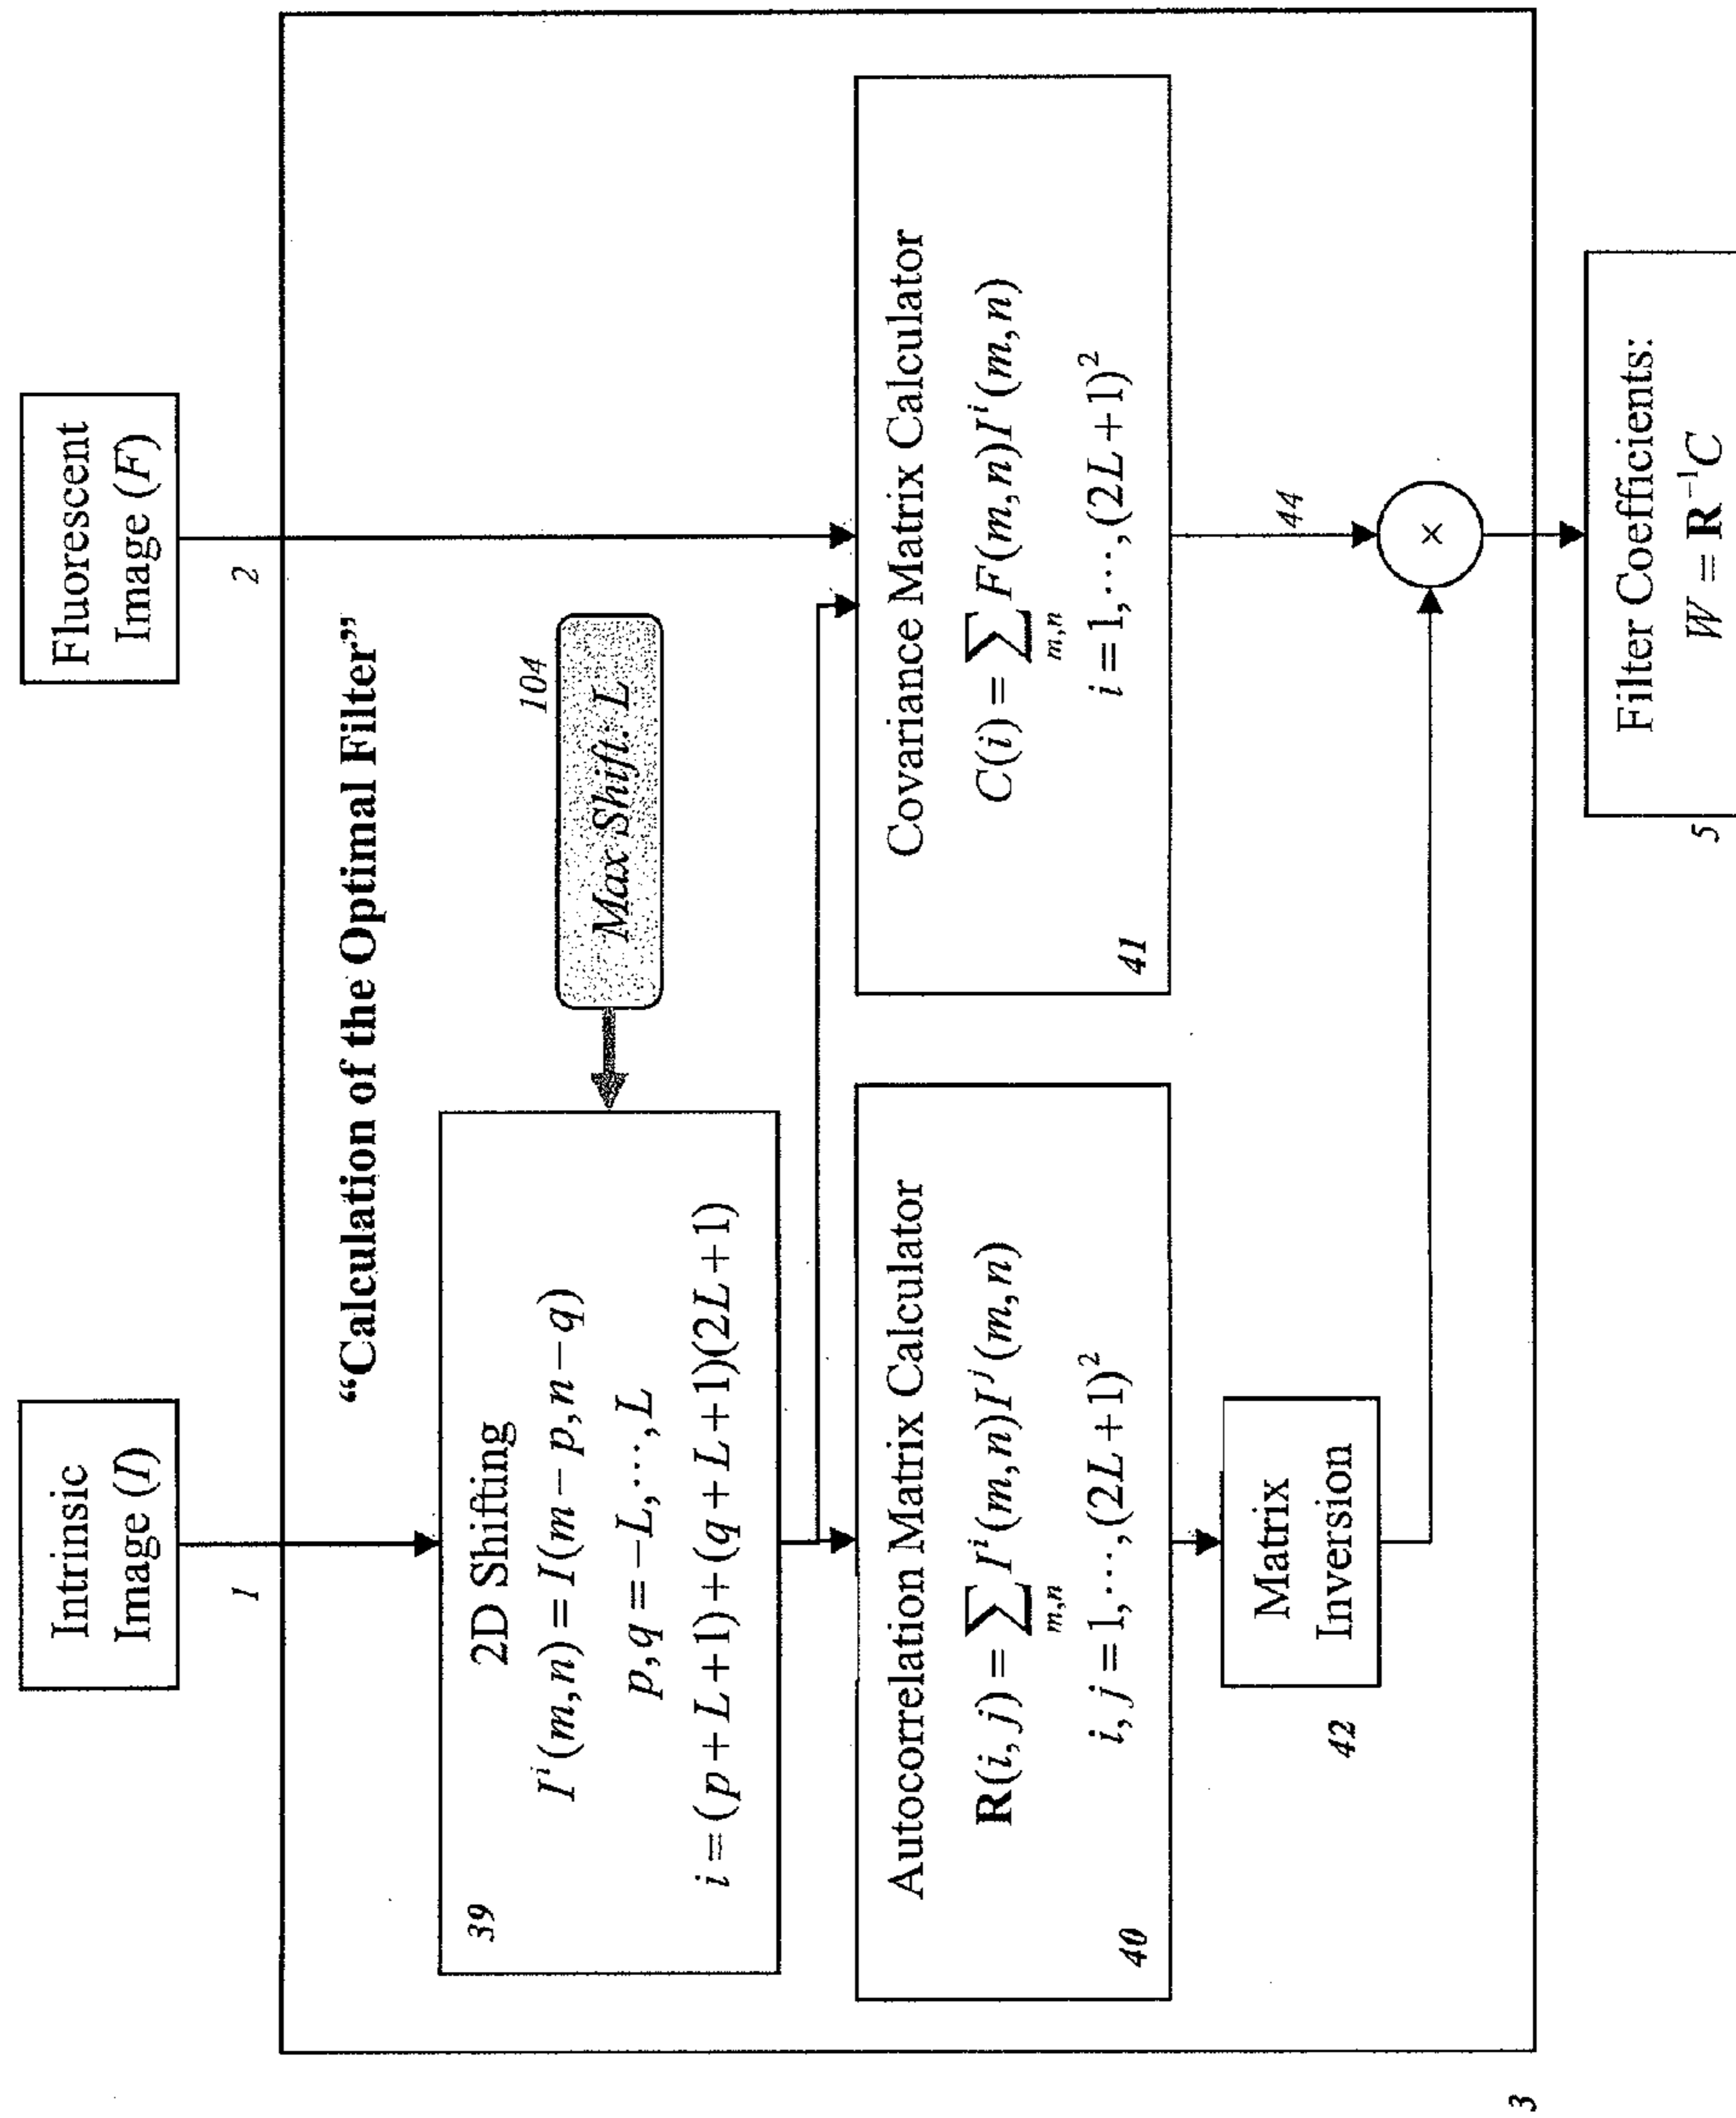 Intrinsic
Image (I)
Fluorescent
Image (F)
1
2
“Calculation of the Optimal Filter”
39
2D Shifting
I^i(m,n) = I(m−p,n−q)
p,q = −L,⋯,L
i = (p+L+1)+(q+L+1)(2L+1)
104
Max Shift: L
Autocorrelation Matrix Calculator
R(i,j) = ∑_{m,n} I^i(m,n)I^j(m,n)
i,j = 1,⋯,(2L+1)^2
40
Covariance Matrix Calculator
C(i) = ∑_{m,n} F(m,n)I^i(m,n)
i = 1,⋯,(2L+1)^2
41
42
Matrix
Inversion
44
×
3
5
Filter Coefficients:
W = R^{−1}C